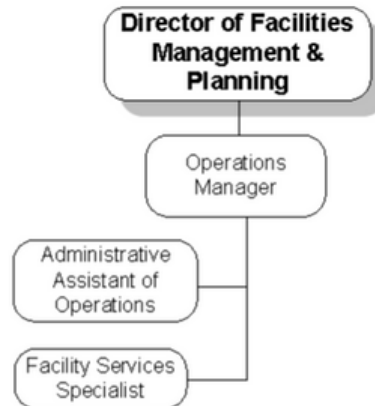 Director of Facilities
Management &
Planning
Operations
Manager
Administrative
Assistant of
Operations
Facility Services
Specialist